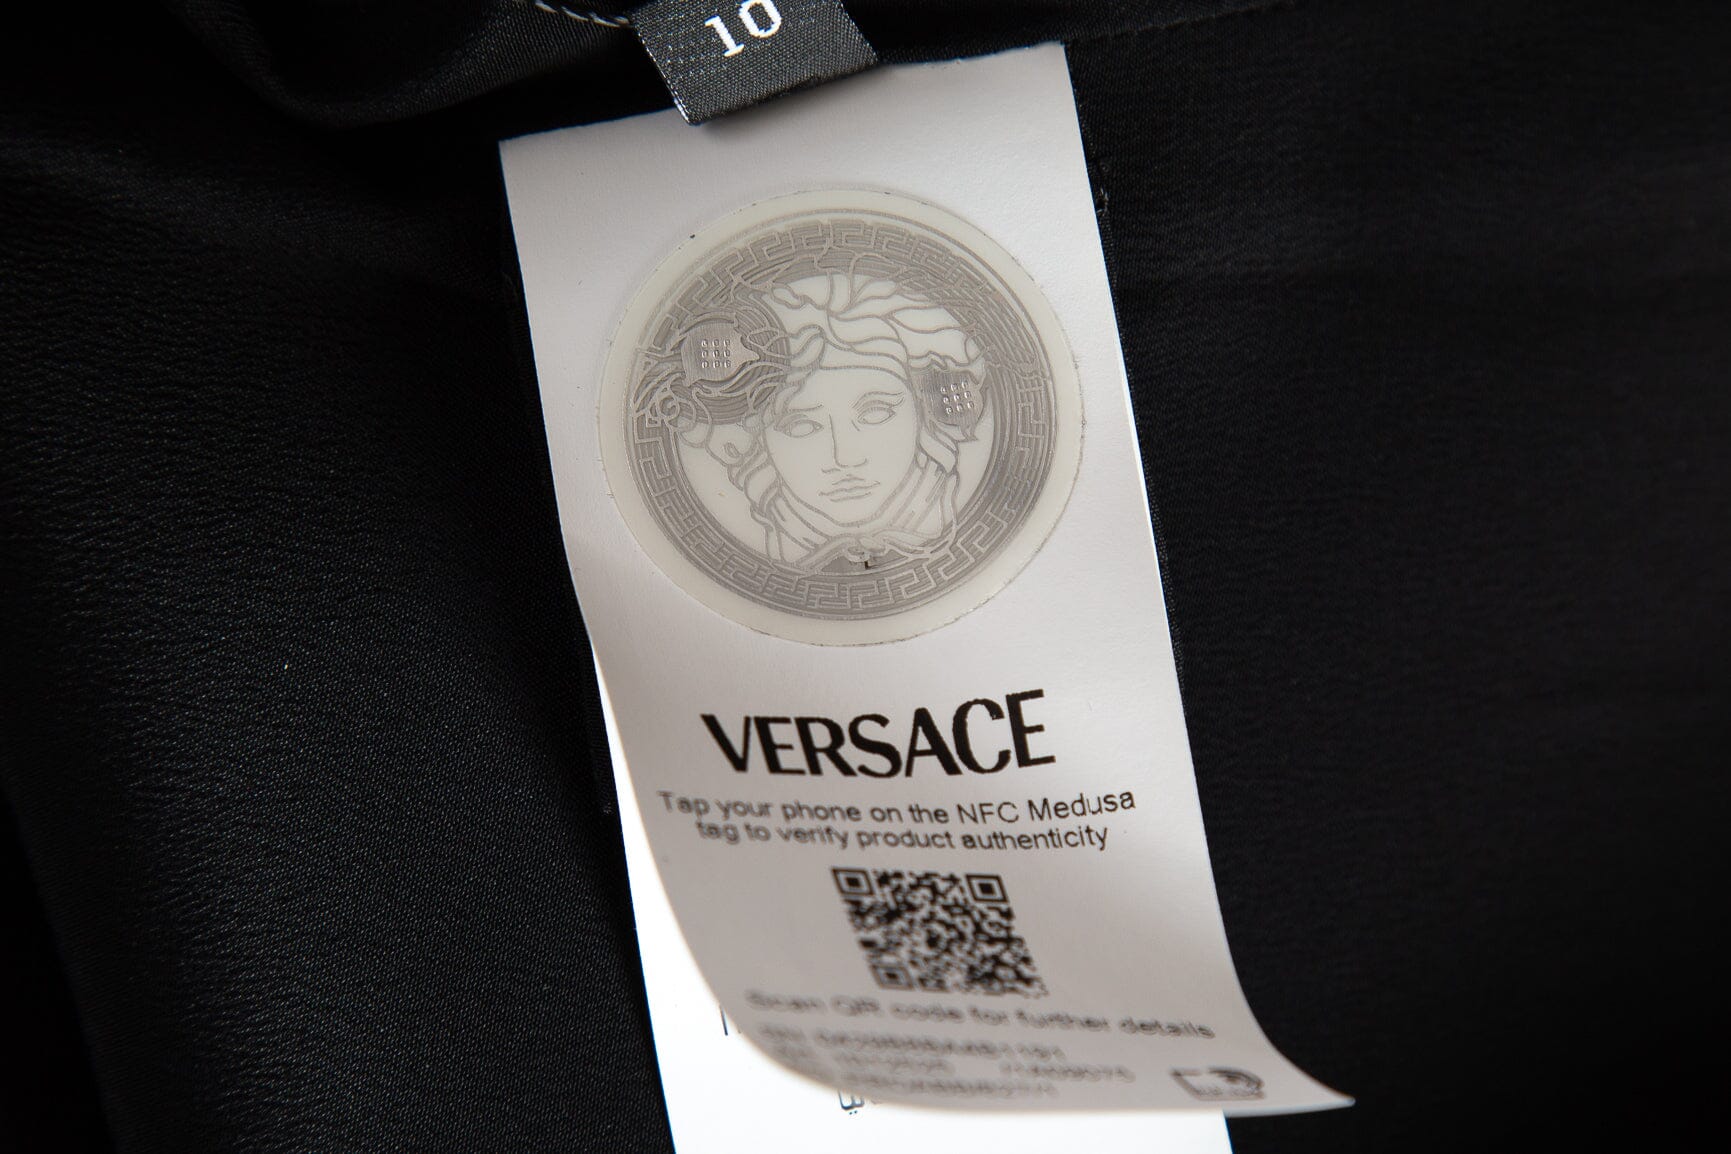 10
VERSACE
Tap your phone on the NFC Medusa
tag to verify product authenticity
Scan QR code for further details